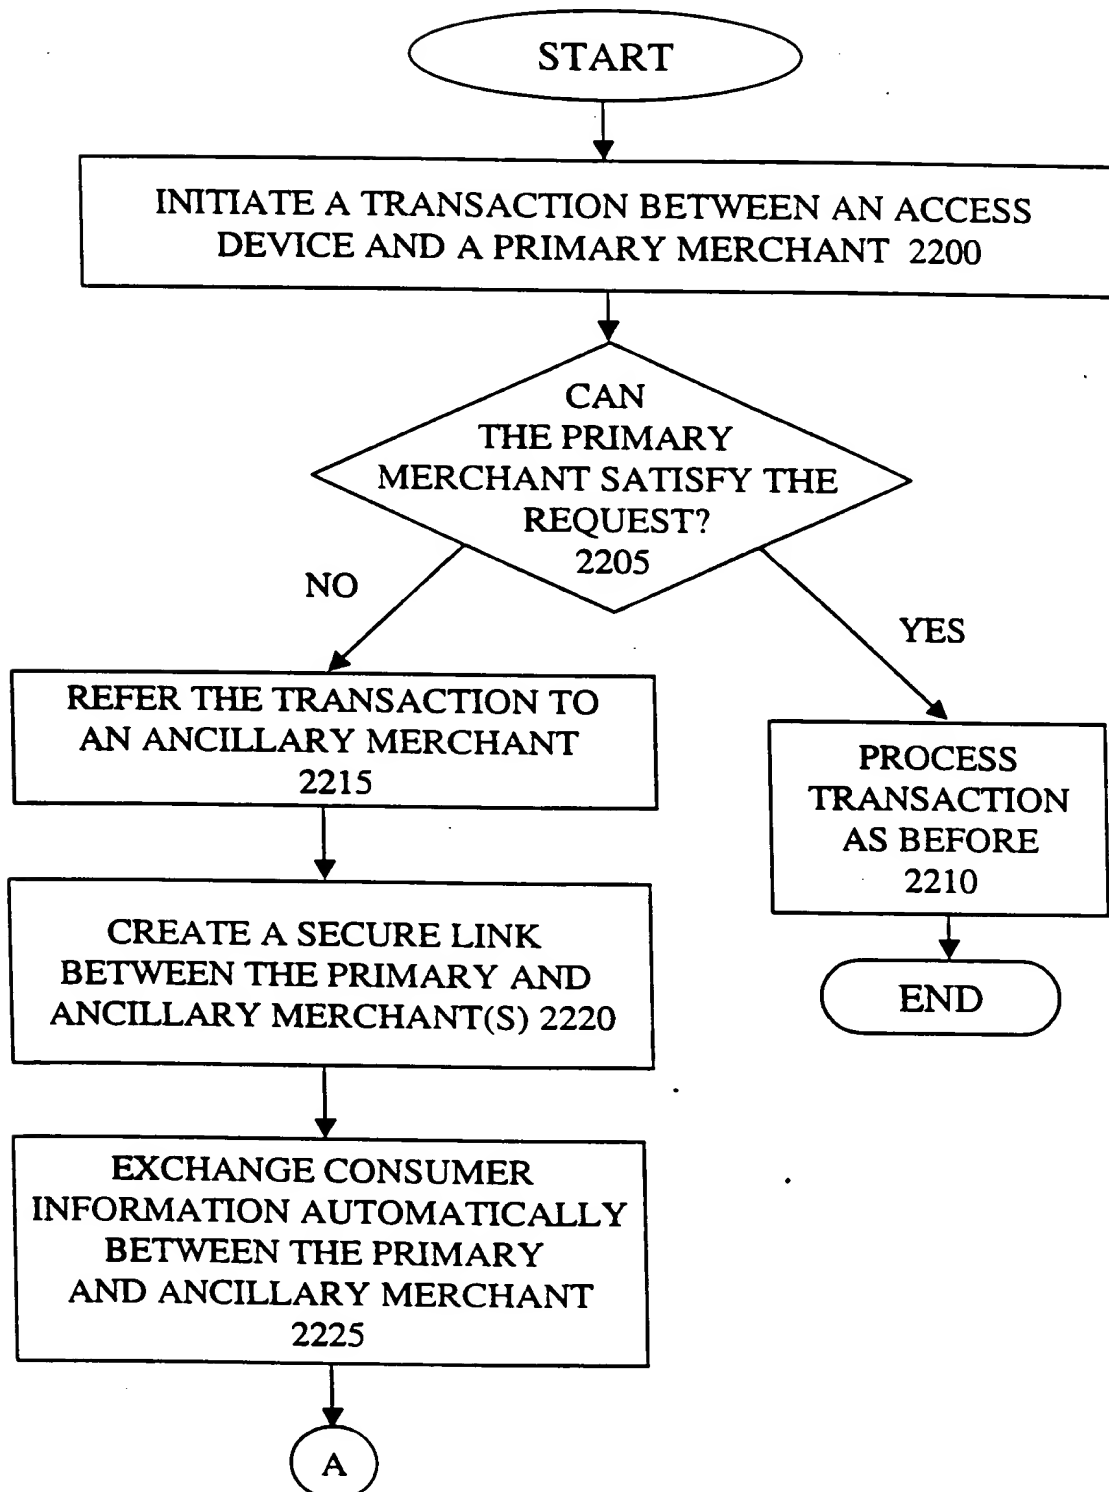 START
INITIATE A TRANSACTION BETWEEN AN ACCESS
DEVICE AND A PRIMARY MERCHANT 2200
CAN
THE PRIMARY
MERCHANT SATISFY THE
REQUEST?
2205
NO
YES
REFER THE TRANSACTION TO
AN ANCILLARY MERCHANT
2215
PROCESS
TRANSACTION
AS BEFORE
2210
CREATE A SECURE LINK
BETWEEN THE PRIMARY AND
ANCILLARY MERCHANT(S) 2220
END
EXCHANGE CONSUMER
INFORMATION AUTOMATICALLY
BETWEEN THE PRIMARY
AND ANCILLARY MERCHANT
2225
A